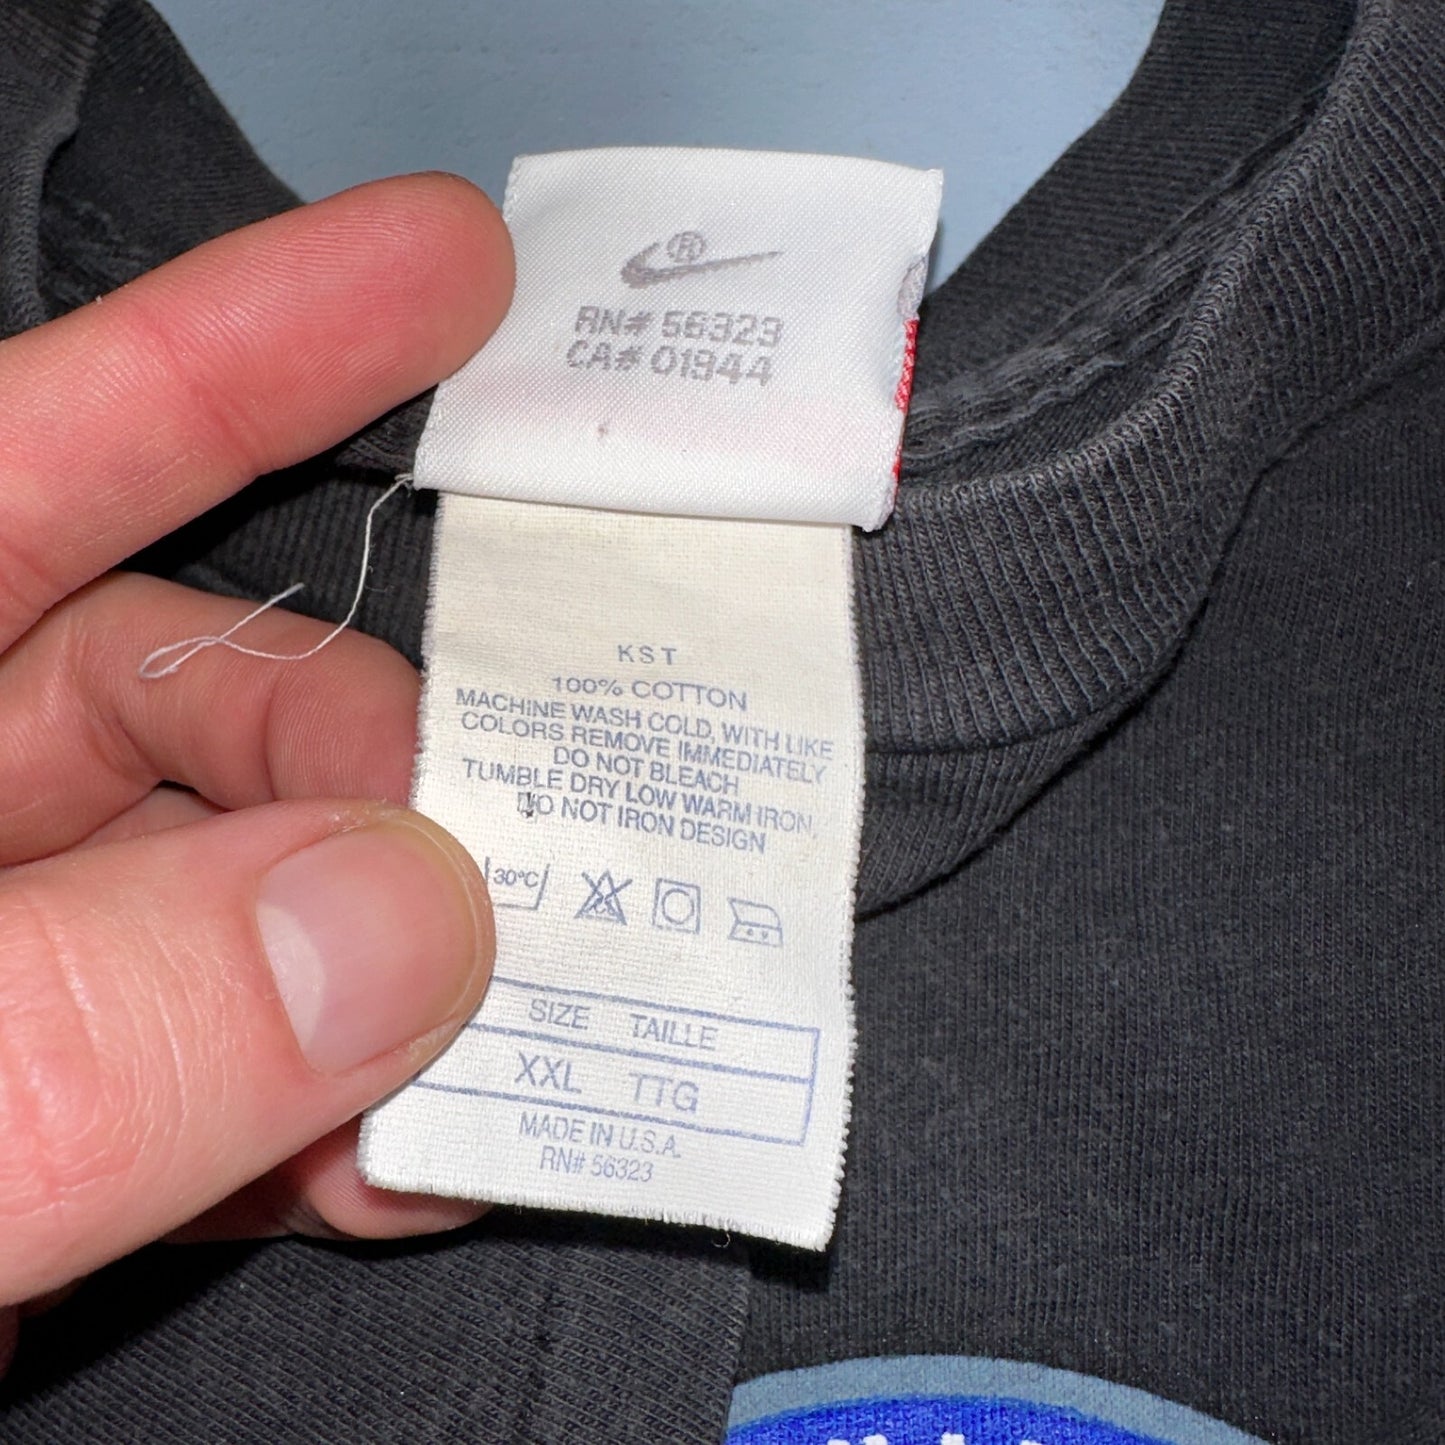 ®
RN# 56323
CA# 01944
KST
100% COTTON
MACHINE WASH COLD, WITH LIKE
COLORS REMOVE IMMEDIATELY
DO NOT BLEACH
TUMBLE DRY LOW WARM IRON,
DO NOT IRON DESIGN
30°C
SIZE TAILLE
XXL TTG
MADE IN U.S.A.
RN# 56323